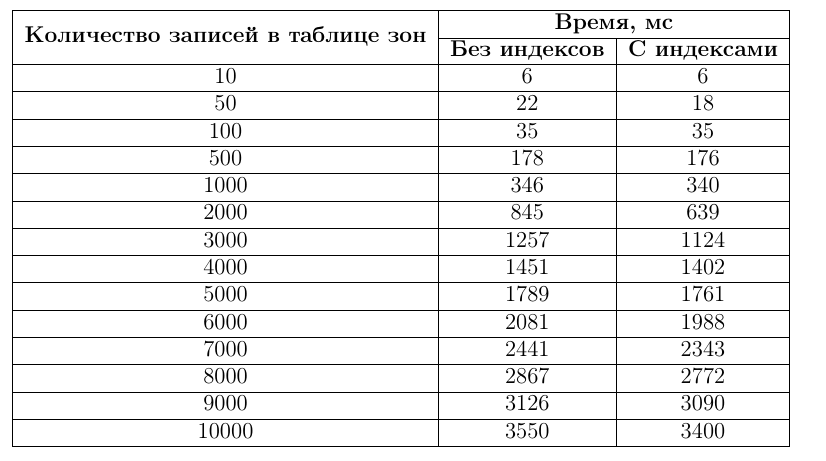 Количество записей в таблице зон Время, мс
Без индексов С индексами
10 6 6
50 22 18
100 35 35
500 178 176
1000 346 340
2000 845 639
3000 1257 1124
4000 1451 1402
5000 1789 1761
6000 2081 1988
7000 2441 2343
8000 2867 2772
9000 3126 3090
10000 3550 3400